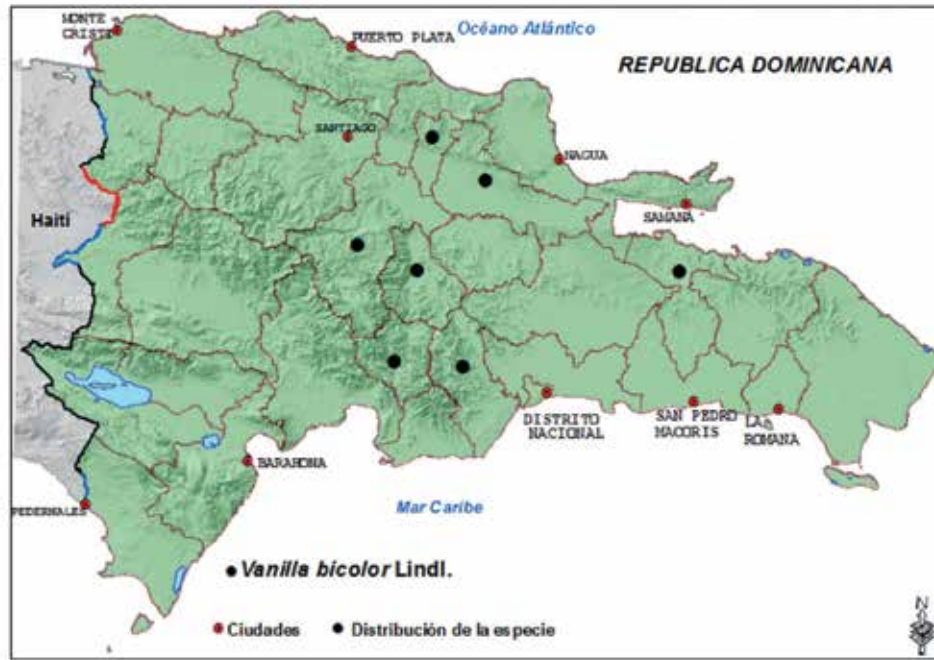 MONTE
CRISTI
PUERTO PLATA
Océano Atlántico
REPUBLICA DOMINICANA
SANTIAGO
NAGUA
SAMANA
Haití
DISTRITO
NACIONAL
SAN PEDRO
MACORIS
LA
ROMANA
BARAHONA
PEDERNALES
Mar Caribe
Vanilla bicolor Lindl.
Ciudades
Distribución de la especie
N